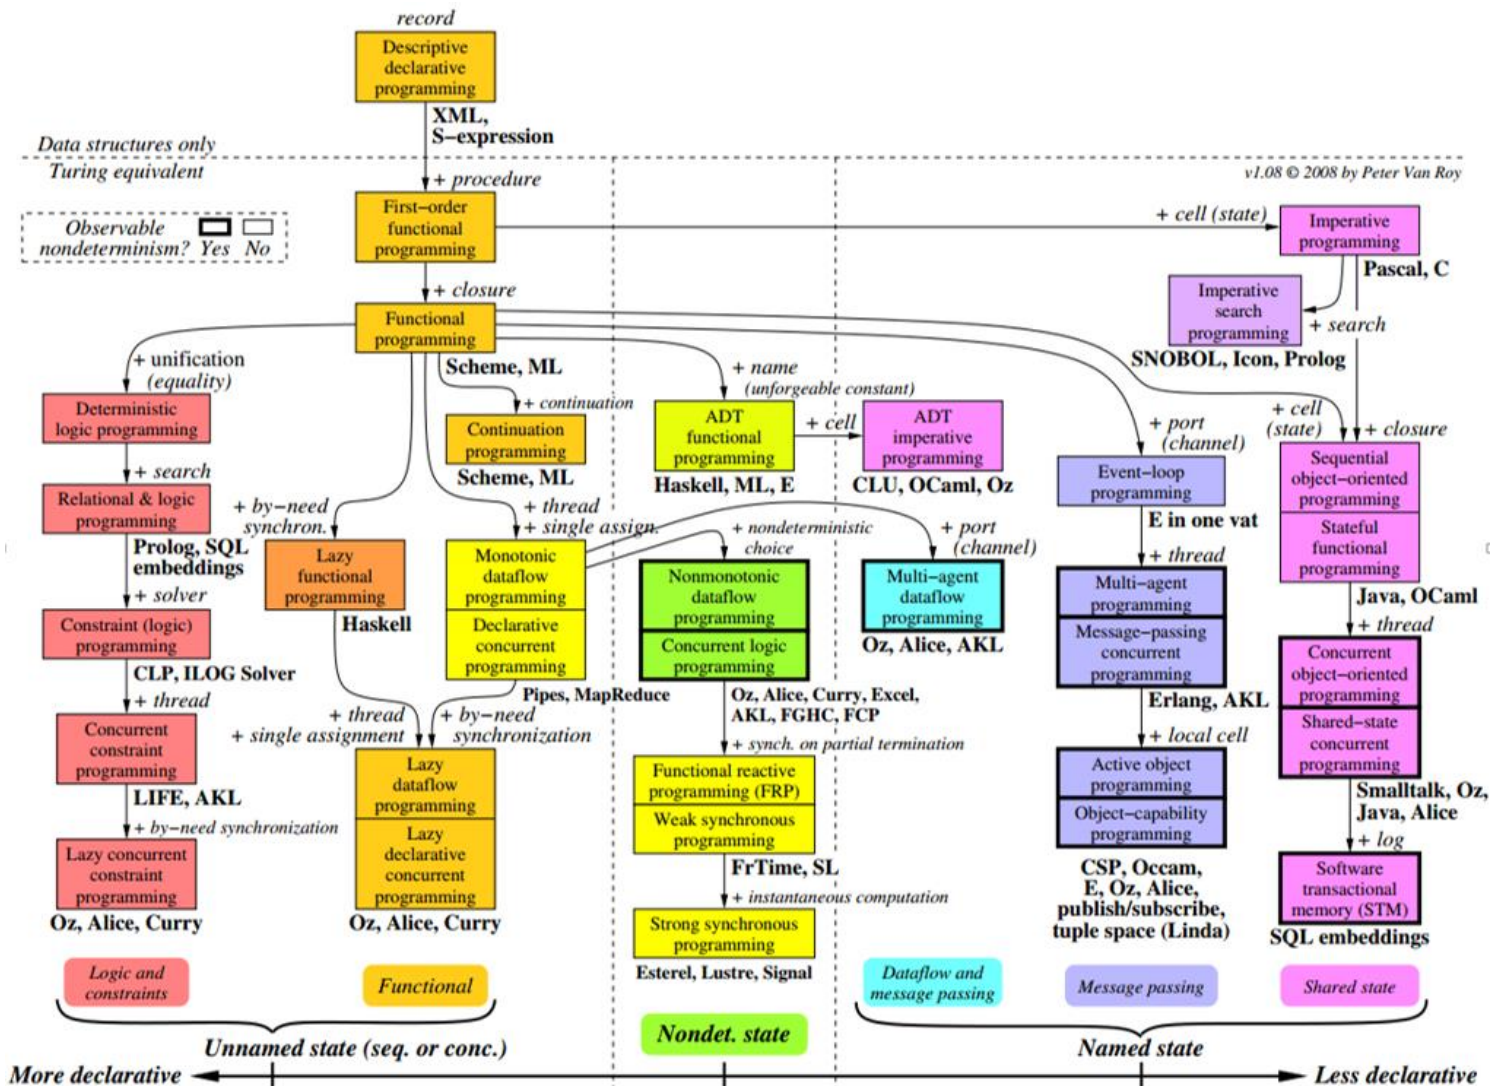 record
Descriptive
declarative
programming
XML,
S−expression
Data structures only
Turing equivalent
v1.08 © 2008 by Peter Van Roy
+ procedure
Observable
nondeterminism? Yes No
First−order
functional
programming
+ cell (state)
Imperative
programming
Pascal, C
+ closure
Imperative
search
programming
+ search
SNOBOL, Icon, Prolog
Functional
programming
Scheme, ML
+ unification
(equality)
+ continuation
+ name
(unforgeable constant)
+ port
(channel)
+ cell
(state)
+ closure
Deterministic
logic programming
Continuation
programming
Scheme, ML
ADT
functional
programming
Haskell, ML, E
+ cell
ADT
imperative
programming
CLU, OCaml, Oz
Event−loop
programming
E in one vat
Sequential
object−oriented
programming
Stateful
functional
programming
Java, OCaml
+ search
Relational & logic
programming
Prolog, SQL
embeddings
+ by−need
synchron.
+ thread
+ single assign.
+ nondeterministic
choice
+ port
(channel)
+ thread
Lazy
functional
programming
Haskell
Monotonic
dataflow
programming
Declarative
concurrent
programming
Pipes, MapReduce
Nonmonotonic
dataflow
programming
Concurrent logic
programming
Oz, Alice, Curry, Excel,
AKL, FGHC, FCP
Multi−agent
dataflow
programming
Oz, Alice, AKL
Multi−agent
programming
Message−passing
concurrent
programming
Erlang, AKL
+ thread
Concurrent
object−oriented
programming
Shared−state
concurrent
programming
Smalltalk, Oz,
Java, Alice
+ solver
Constraint (logic)
programming
CLP, ILOG Solver
+ thread
Concurrent
constraint
programming
LIFE, AKL
+ by−need synchronization
Lazy concurrent
constraint
programming
Oz, Alice, Curry
+ thread
+ single assignment
+ by−need
synchronization
Lazy
dataflow
programming
Lazy
declarative
concurrent
programming
Oz, Alice, Curry
+ synch. on partial termination
Functional reactive
programming (FRP)
Weak synchronous
programming
FrTime, SL
+ instantaneous computation
Strong synchronous
programming
Esterel, Lustre, Signal
+ local cell
Active object
programming
Object−capability
programming
CSP, Occam,
E, Oz, Alice,
publish/subscribe,
tuple space (Linda)
+ log
Software
transactional
memory (STM)
SQL embeddings
Logic and
constraints
Functional
Dataflow and
message passing
Message passing
Shared state
Nondet. state
Unnamed state (seq. or conc.)
Named state
More declarative
Less declarative